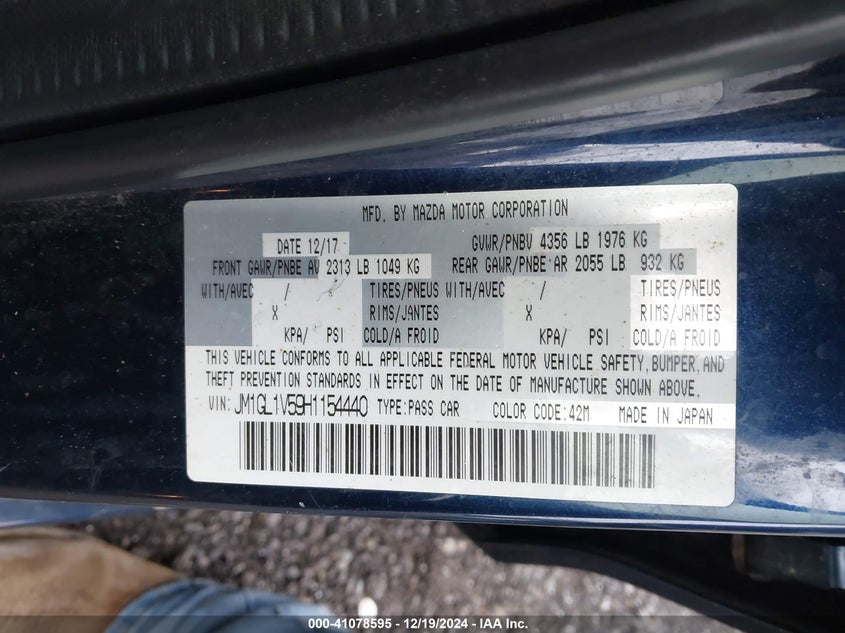 MFD. BY MAZDA MOTOR CORPORATION
DATE 12/17 GVWR/PNBV 4356 LB 1976 KG
FRONT GAWR/PNBE AV 2313 LB 1049 KG REAR GAWR/PNBE AR 2055 LB 932 KG
WITH/AVEC / TIRES/PNEUS WITH/AVEC / TIRES/PNEUS
X RIMS/JANTES X RIMS/JANTES
KPA/ PSI COLD/A FROID KPA/ PSI COLD/A FROID
THIS VEHICLE CONFORMS TO ALL APPLICABLE FEDERAL MOTOR VEHICLE SAFETY, BUMPER, AND
THEFT PREVENTION STANDARDS IN EFFECT ON THE DATE OF MANUFACTURE SHOWN ABOVE.
VIN: JM1GL1V59H1154440 TYPE:PASS CAR COLOR CODE:42M MADE IN JAPAN
000-41078595 - 12/19/2024 - IAA Inc.